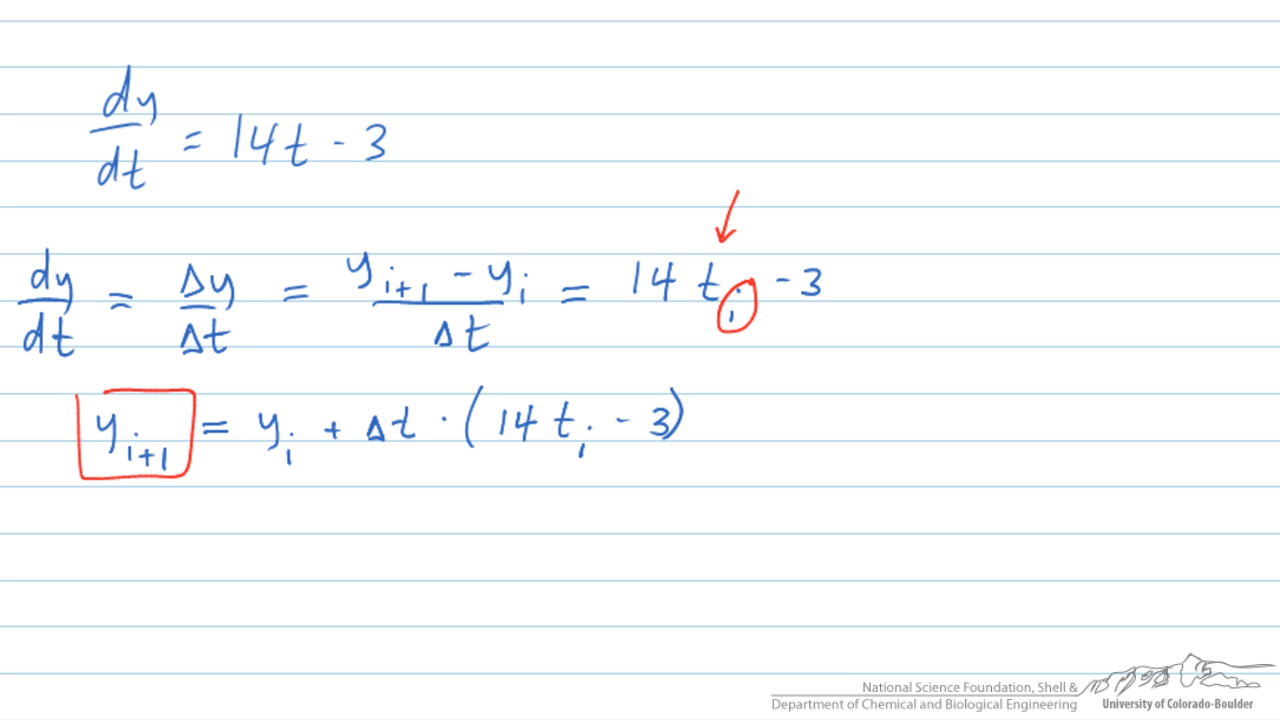 dy/dt = 14t - 3
dy/dt = Δy/Δt = (y_{i+1} - y_i)/Δt = 14 t_i - 3
y_{i+1} = y_i + Δt · (14 t_i - 3)
National Science Foundation, Shell &
Department of Chemical and Biological Engineering
University of Colorado-Boulder